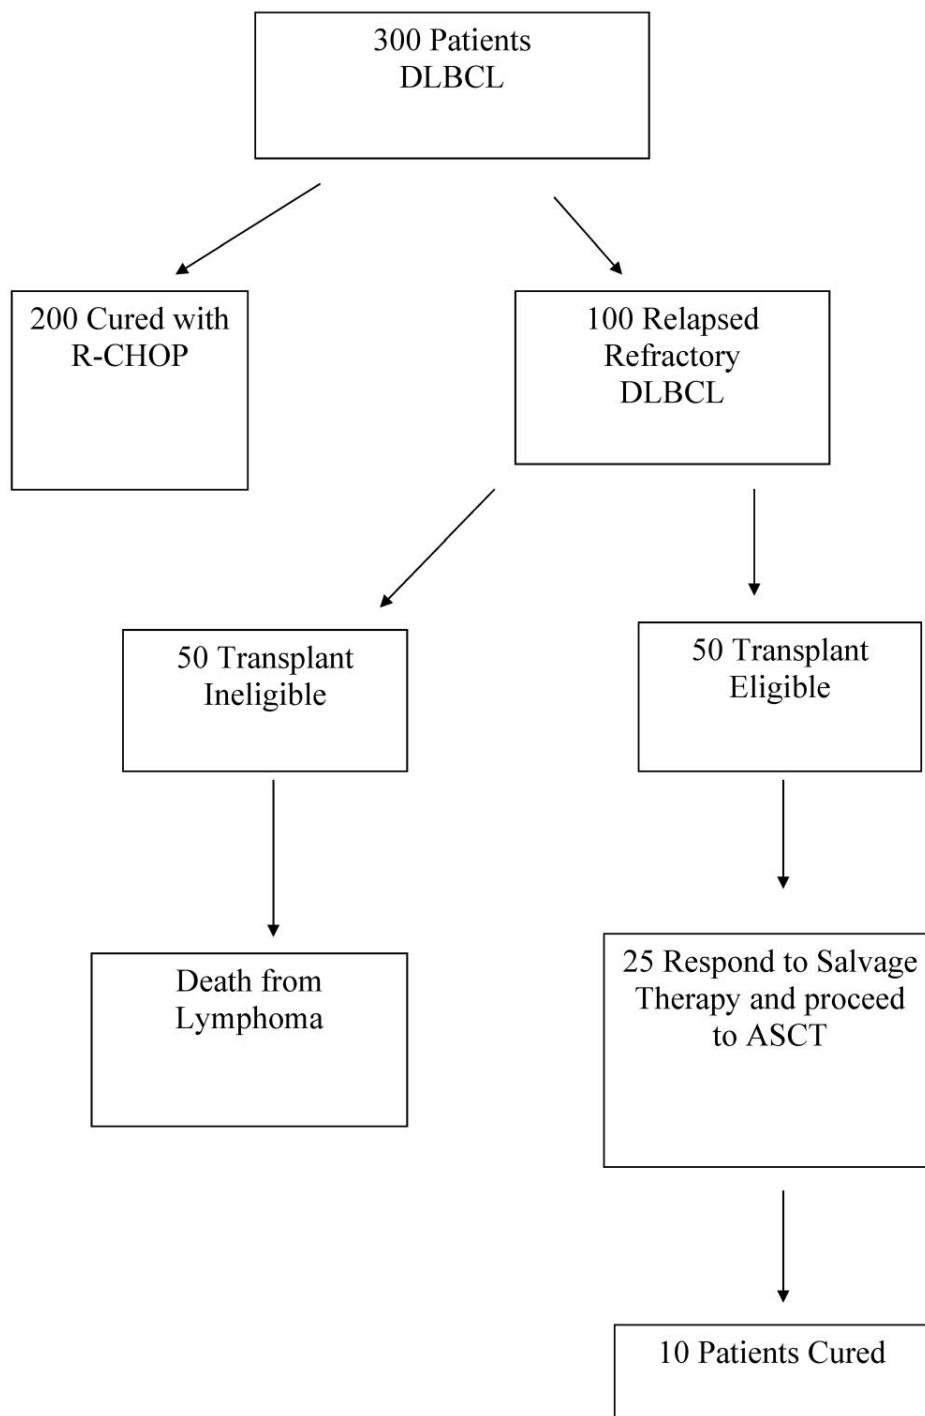 300 Patients
DLBCL
200 Cured with
R-CHOP
100 Relapsed
Refractory
DLBCL
50 Transplant
Ineligible
50 Transplant
Eligible
Death from
Lymphoma
25 Respond to Salvage
Therapy and proceed
to ASCT
10 Patients Cured